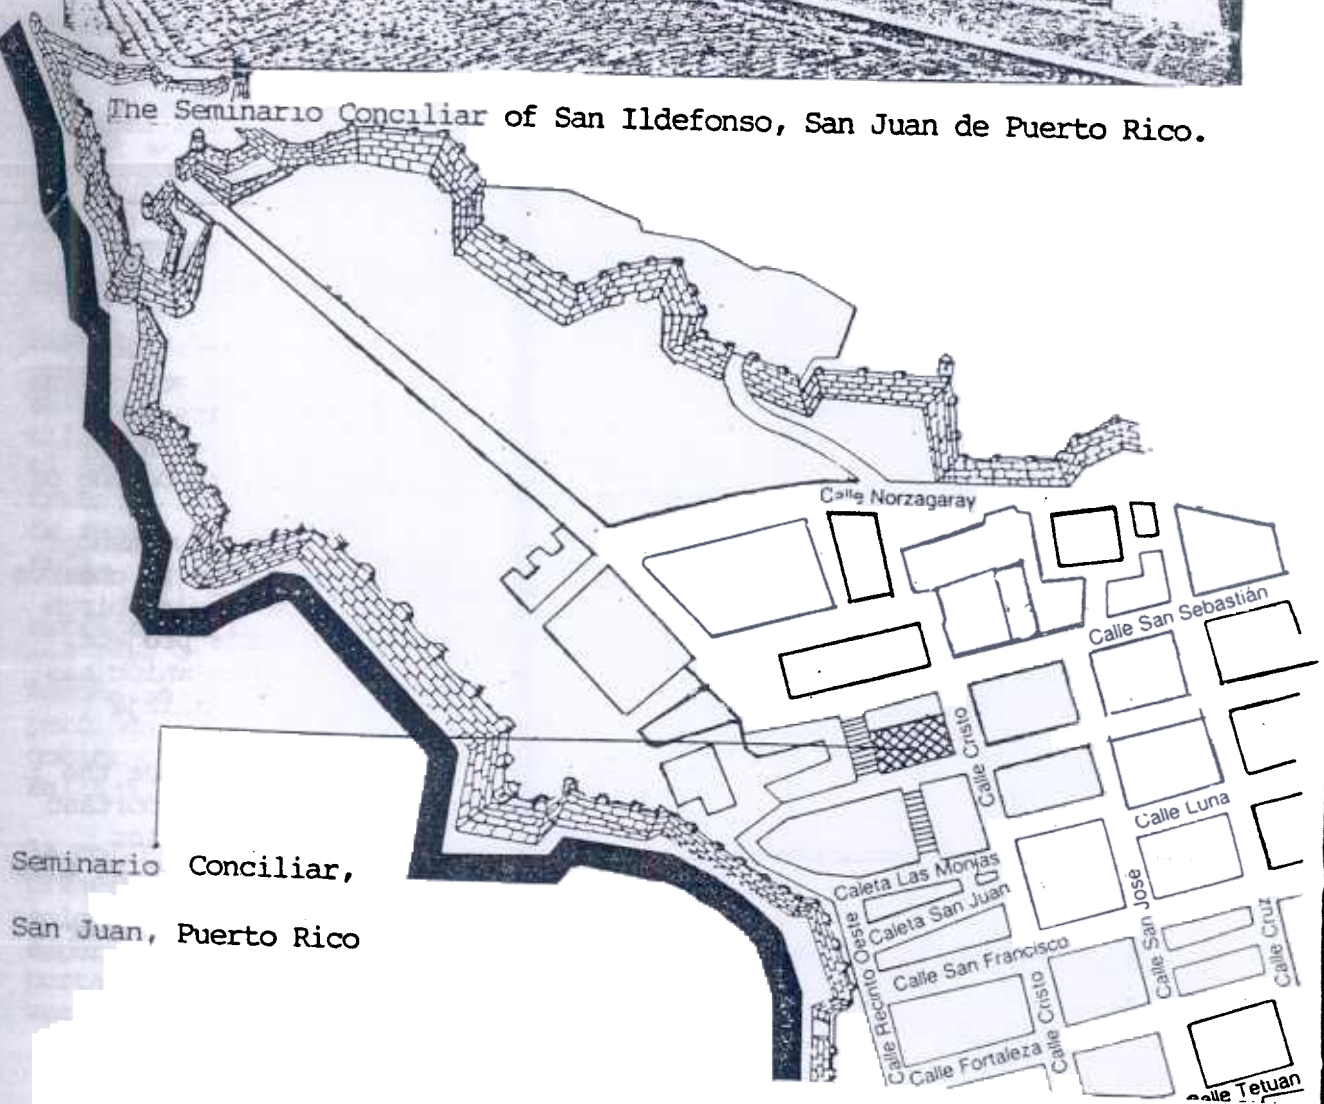 The Seminario Conciliar of San Ildefonso, San Juan de Puerto Rico.
Calle Norzagaray
Calle San Sebastián
Calle Cristo
Calle Luna
Caleta Las Monjas
Caleta San Juan
Calle San José
Calle Cruz
Calle Recinto Oeste
Calle San Francisco
Calle Cristo
Calle Fortaleza
Calle Tetuan
Seminario Conciliar,
San Juan, Puerto Rico